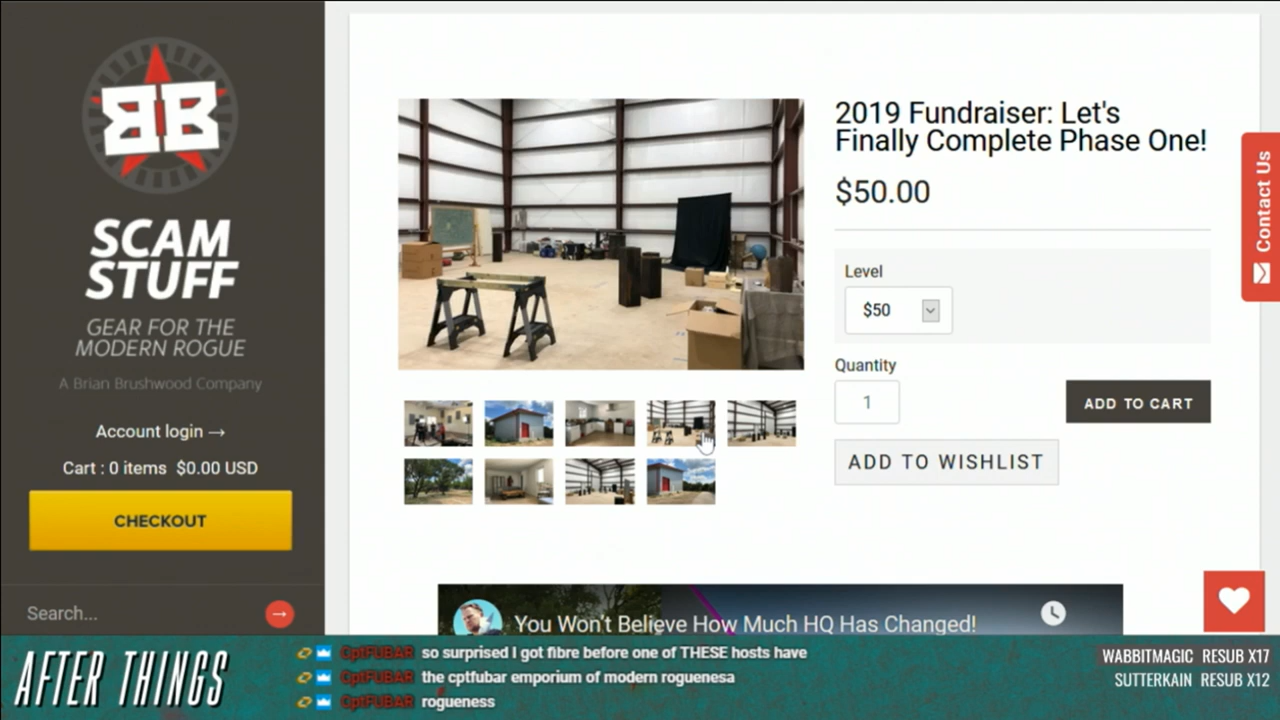 BB
SCAM
STUFF
GEAR FOR THE
MODERN ROGUE
A Brian Brushwood Company
Account login →
Cart : 0 items $0.00 USD
CHECKOUT
Search...
2019 Fundraiser: Let's
Finally Complete Phase One!
$50.00
Level
$50
Quantity
1
ADD TO CART
ADD TO WISHLIST
Contact Us
You Won't Believe How Much HQ Has Changed!
AFTER THINGS
CptFUBAR so surprised I got fibre before one of THESE hosts have
CptFUBAR the cptfubar emporium of modern roguenesa
CptFUBAR rogueness
WABBITMAGIC RESUB X17
SUTTERKAIN RESUB X12